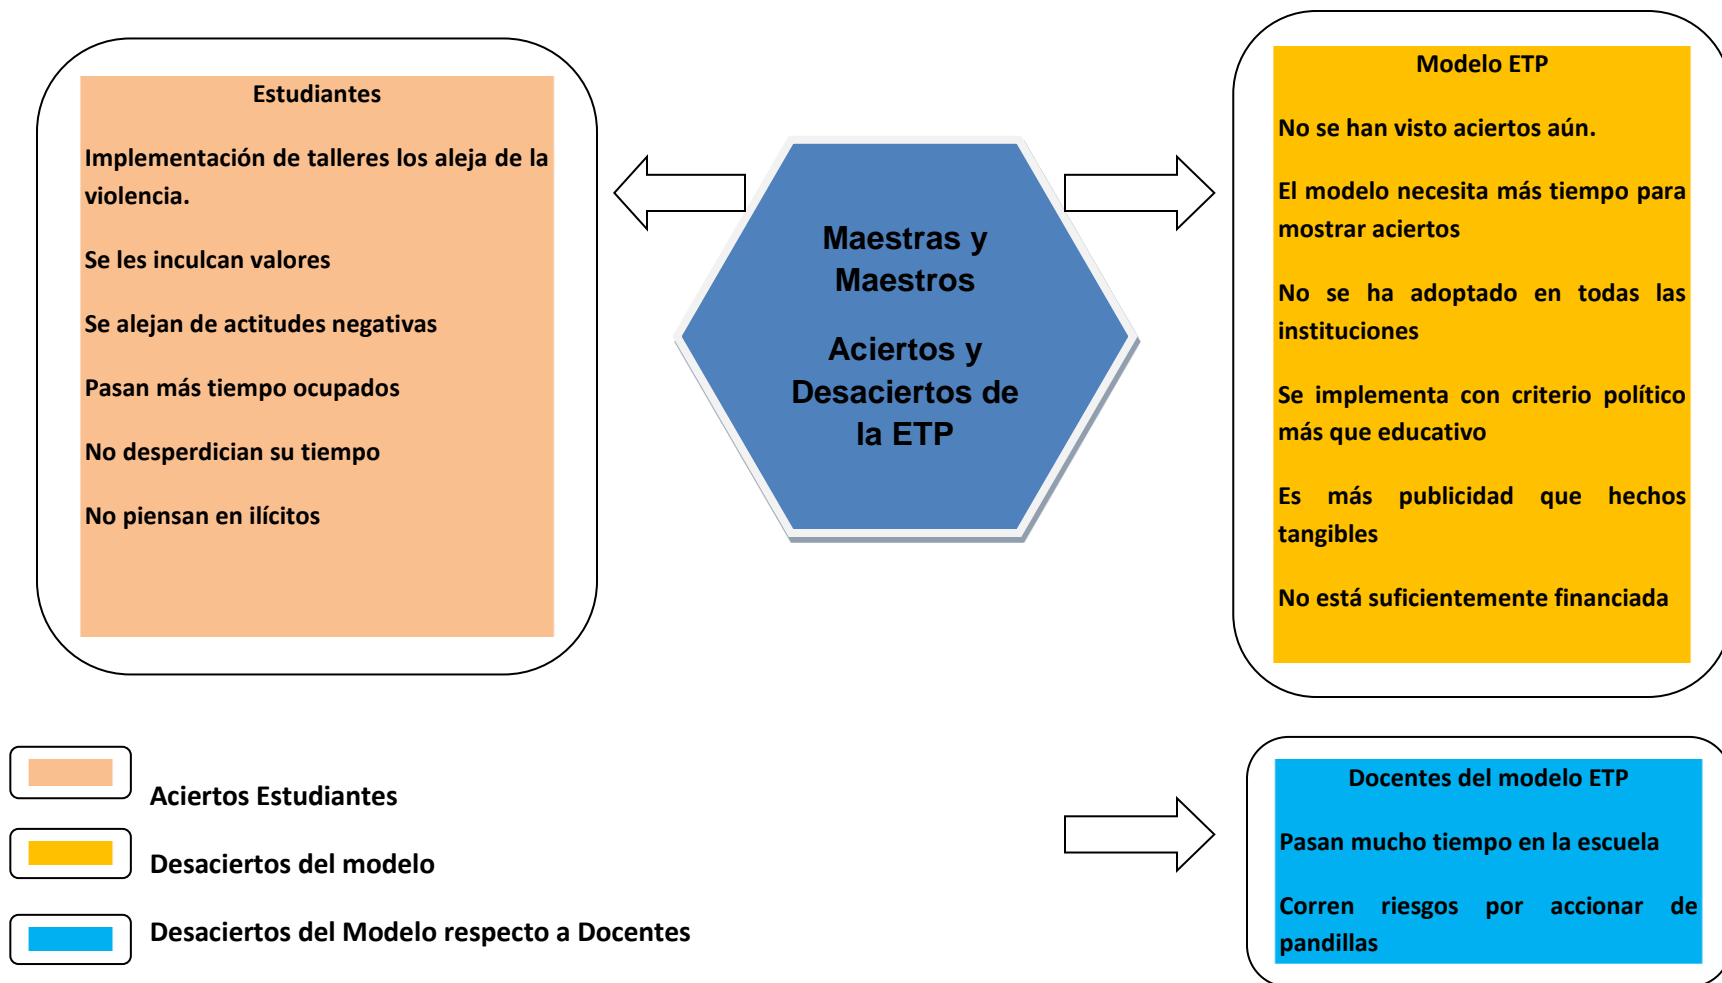 Estudiantes
Implementación de talleres los aleja de la
violencia.
Se les inculcan valores
Se alejan de actitudes negativas
Pasan más tiempo ocupados
No desperdician su tiempo
No piensan en ilícitos
Maestras y
Maestros
Aciertos y
Desaciertos de
la ETP
Modelo ETP
No se han visto aciertos aún.
El modelo necesita más tiempo para
mostrar aciertos
No se ha adoptado en todas las
instituciones
Se implementa con criterio político
más que educativo
Es más publicidad que hechos
tangibles
No está suficientemente financiada
Aciertos Estudiantes
Desaciertos del modelo
Desaciertos del Modelo respecto a Docentes
Docentes del modelo ETP
Pasan mucho tiempo en la escuela
Corren riesgos por accionar de
pandillas